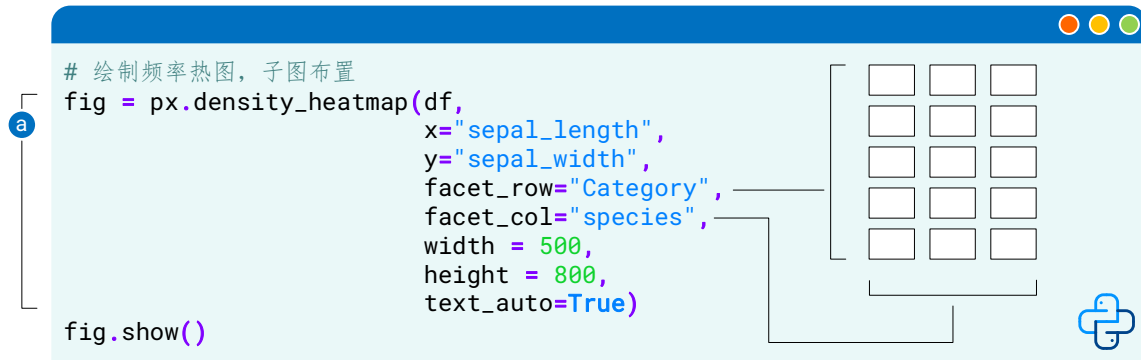 # 绘制频率热图，子图布置
fig = px.density_heatmap(df,
x="sepal_length",
y="sepal_width",
facet_row="Category",
facet_col="species",
width = 500,
height = 800,
text_auto=True)
fig.show()
a